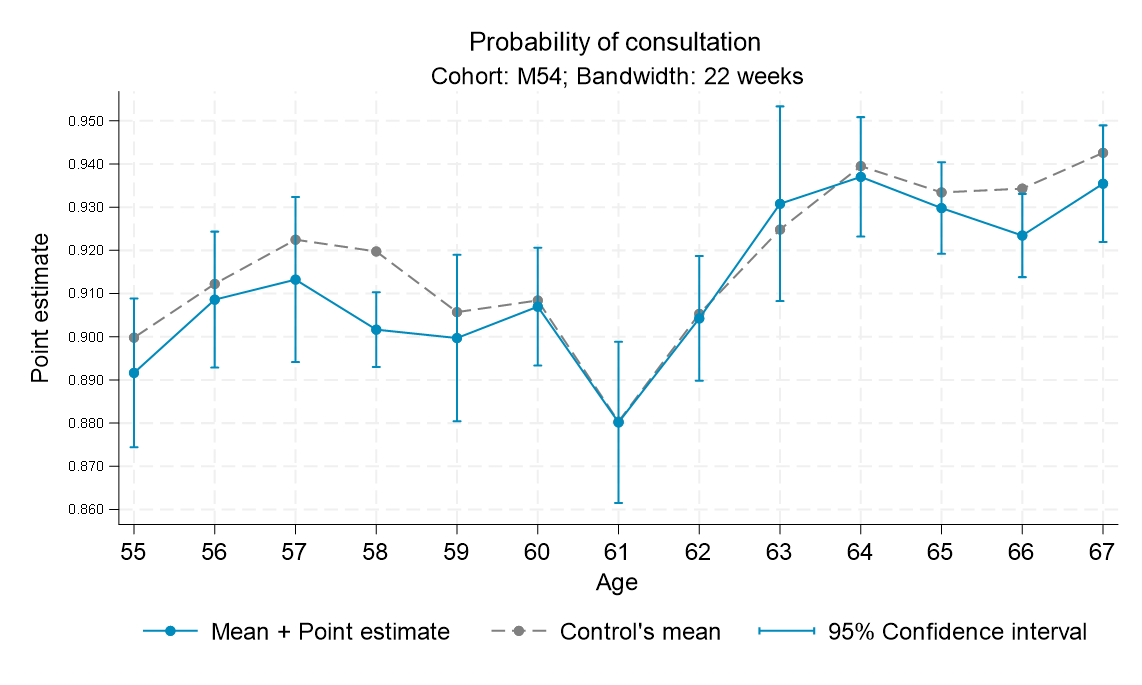 Probability of consultation
Cohort: M54; Bandwidth: 22 weeks
Point estimate
0.950
0.940
0.930
0.920
0.910
0.900
0.890
0.880
0.870
0.860
55 56 57 58 59 60 61 62 63 64 65 66 67
Age
Mean + Point estimate Control's mean 95% Confidence interval